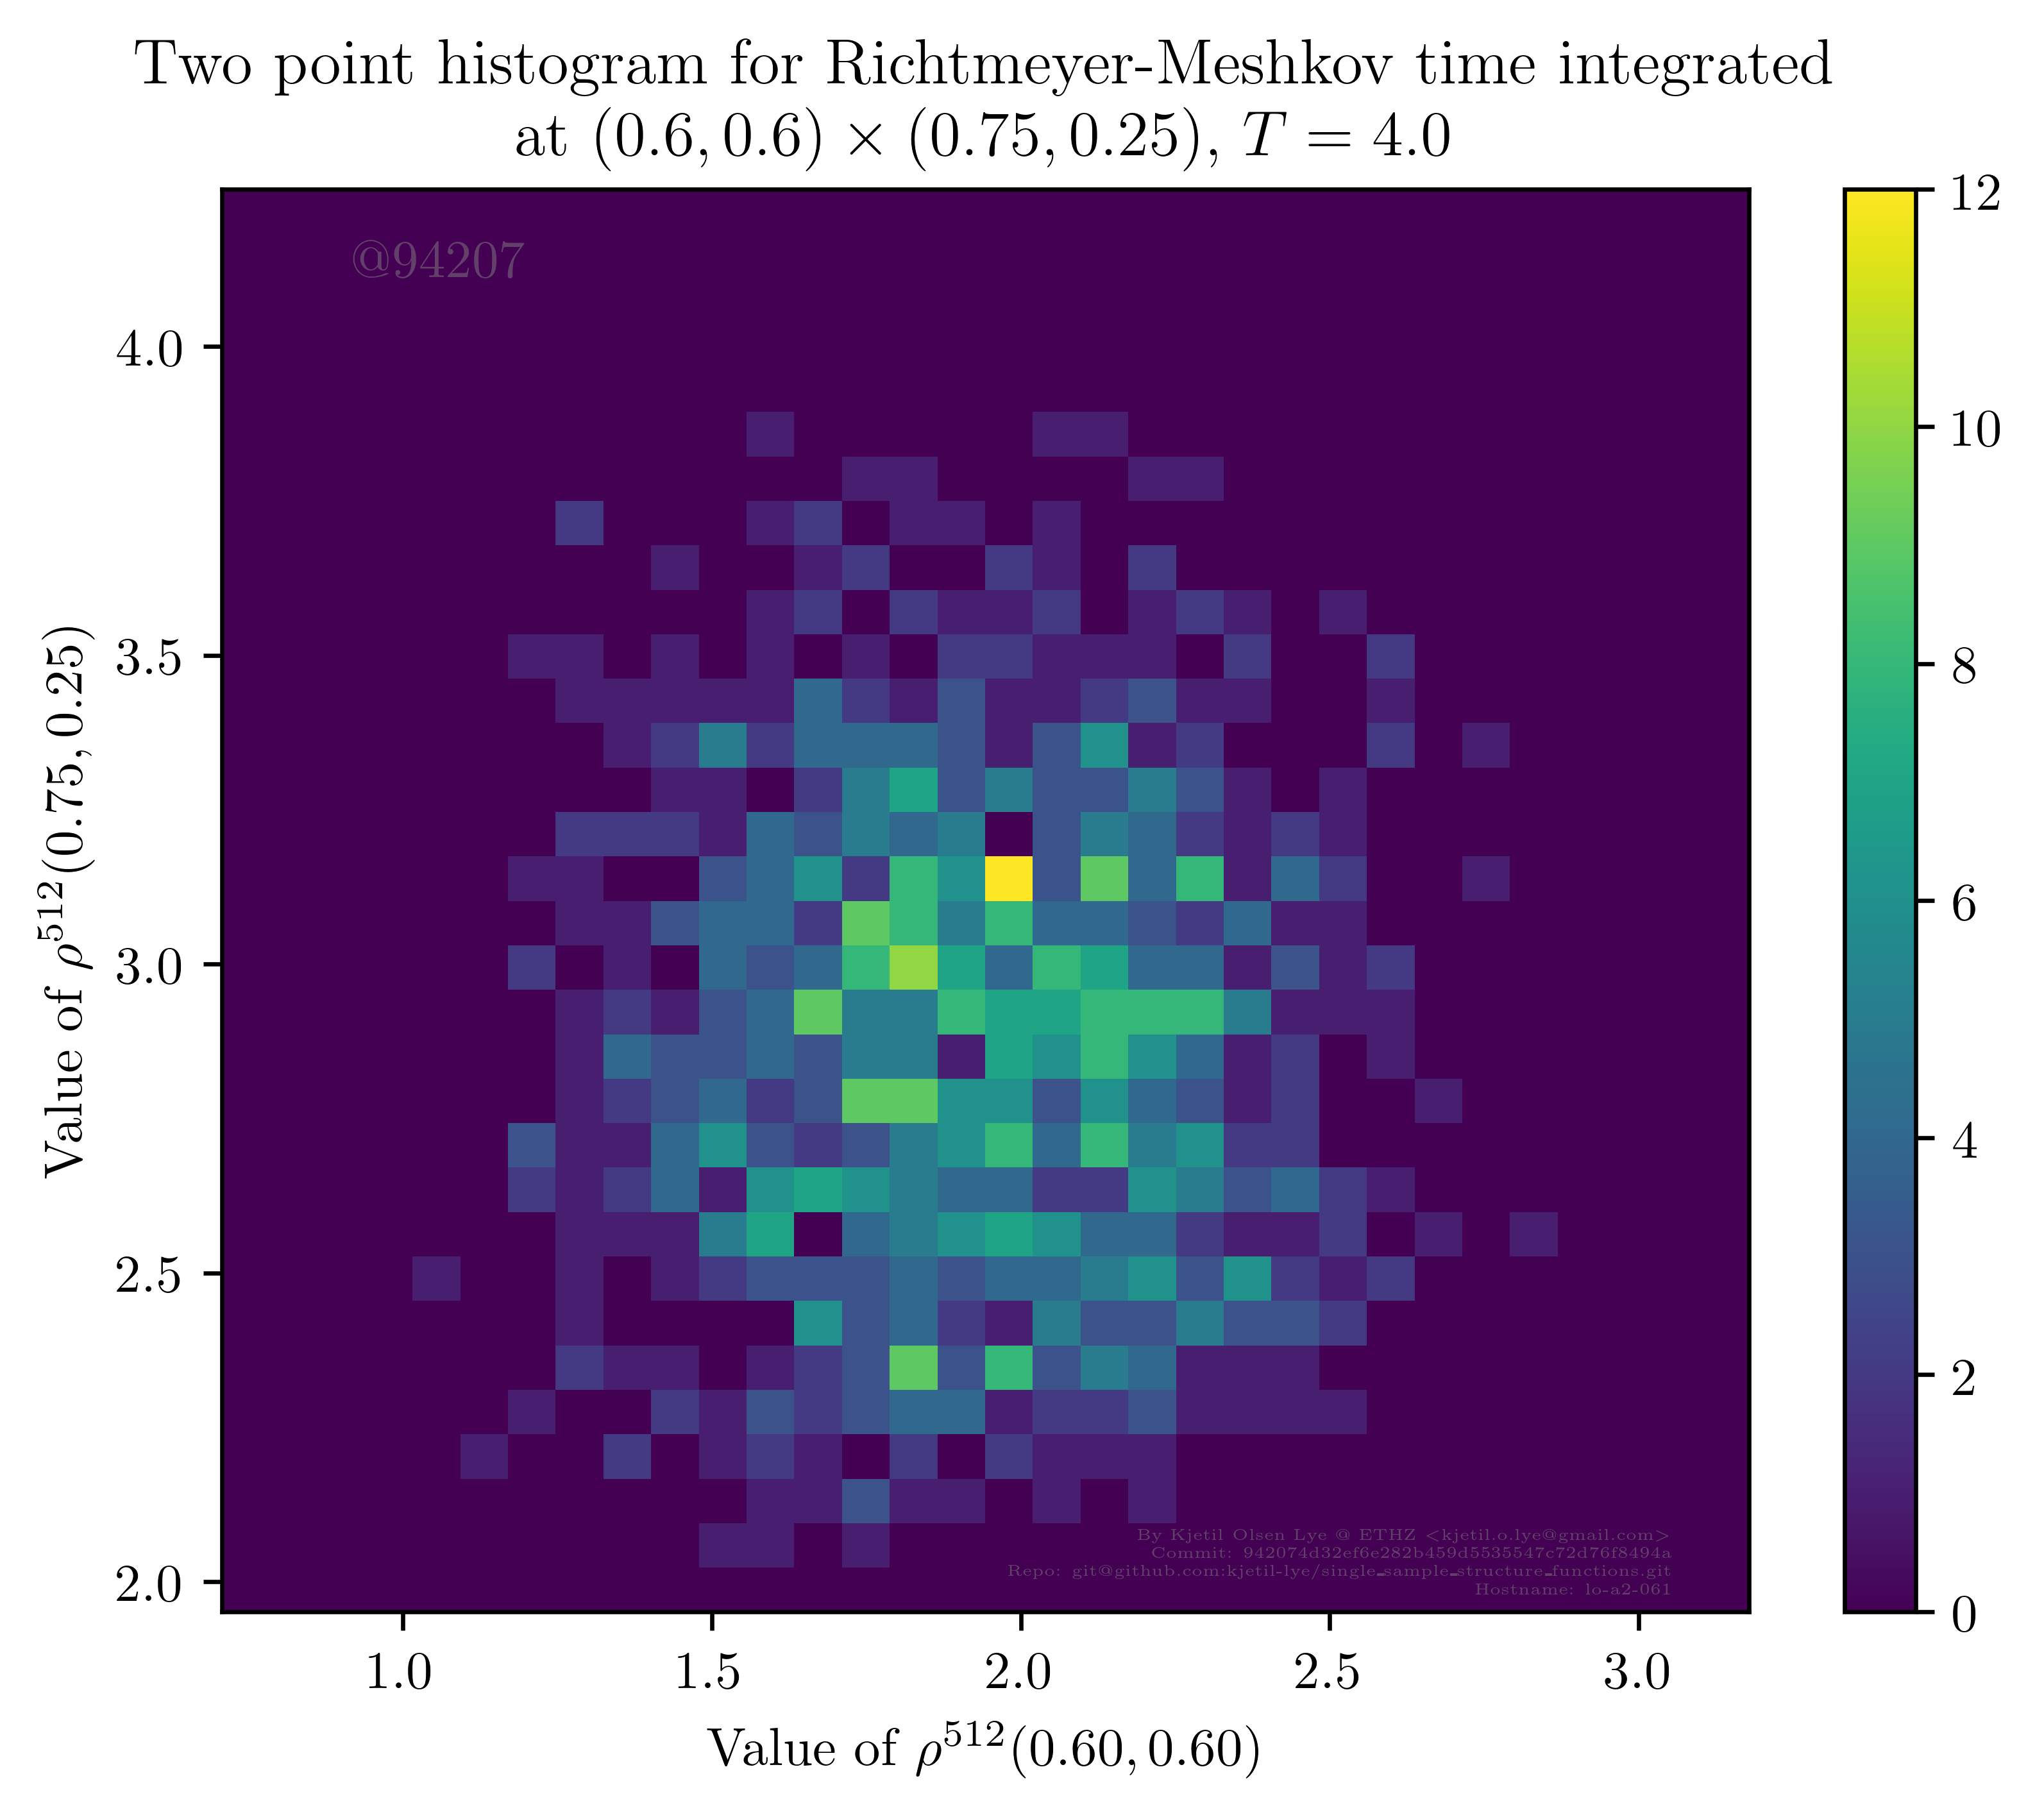 Two point histogram for Richtmeyer-Meshkov time integrated
at (0.6, 0.6) × (0.75, 0.25), T = 4.0
@94207
4.0
3.5
3.0
2.5
2.0
Value of ρ^512(0.75, 0.25)
1.0
1.5
2.0
2.5
3.0
Value of ρ^512(0.60, 0.60)
12
10
8
6
4
2
0
By Kjetil Olsen Lye @ ETHZ <kjetil.o.lye@gmail.com>
Commit: 942074d32ef6e282b459d5535547c72d76f8494a
Repo: git@github.com:kjetil-lye/single_sample_structure_functions.git
Hostname: lo-a2-061